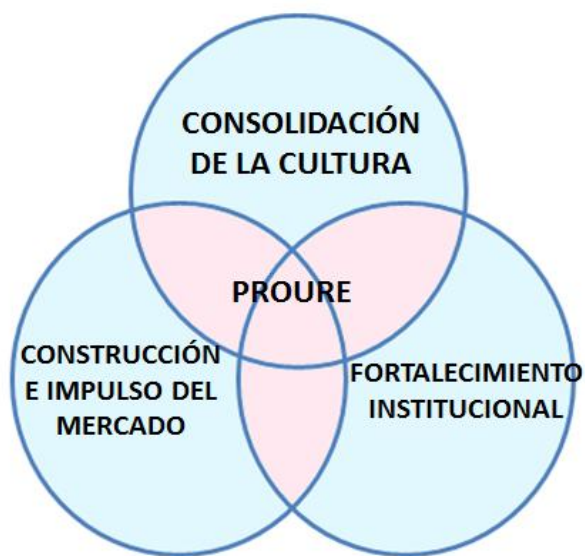 CONSOLIDACIÓN
DE LA CULTURA
PROURE
CONSTRUCCIÓN
E IMPULSO DEL
MERCADO
FORTALECIMIENTO
INSTITUCIONAL